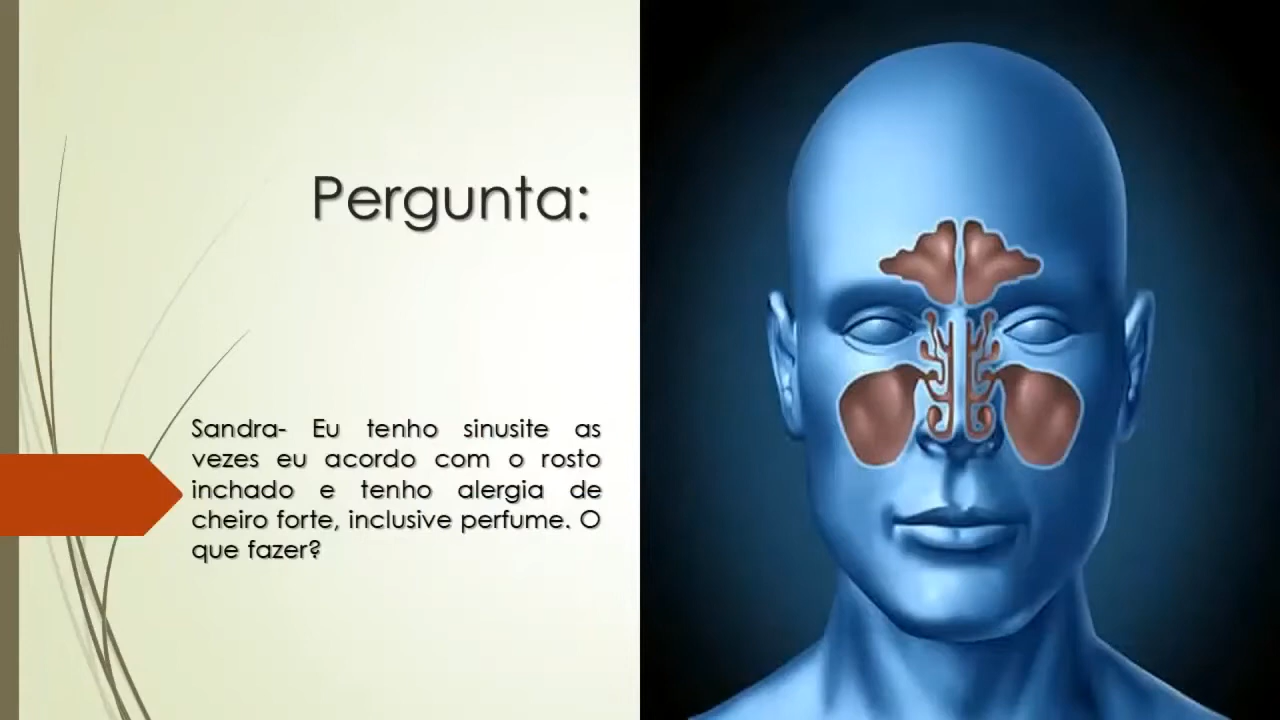 Pergunta:
Sandra- Eu tenho sinusite as
vezes eu acordo com o rosto
inchado e tenho alergia de
cheiro forte, inclusive perfume. O
que fazer?